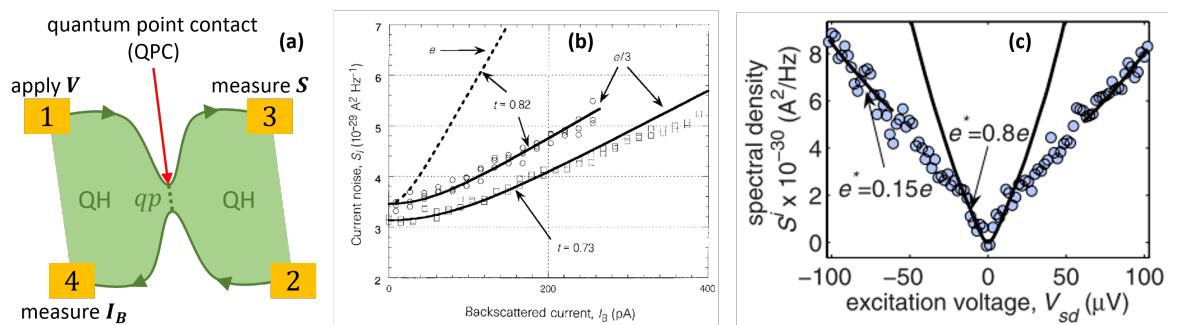 quantum point contact
(QPC)
(a)
apply V
measure S
1
3
QH
qp
QH
4
2
measure I_B
(b)
Current noise, S_i (10⁻²⁹ A² Hz⁻¹)
7
6
5
4
3
2
e
e/3
t = 0.82
t = 0.73
0
200
400
Backscattered current, I_B (pA)
(c)
spectral density
S^i x 10⁻³⁰ (A²/Hz)
8
6
4
2
0
e*=0.8e
e*=0.15e
-100
-50
0
50
100
excitation voltage, V_sd (μV)